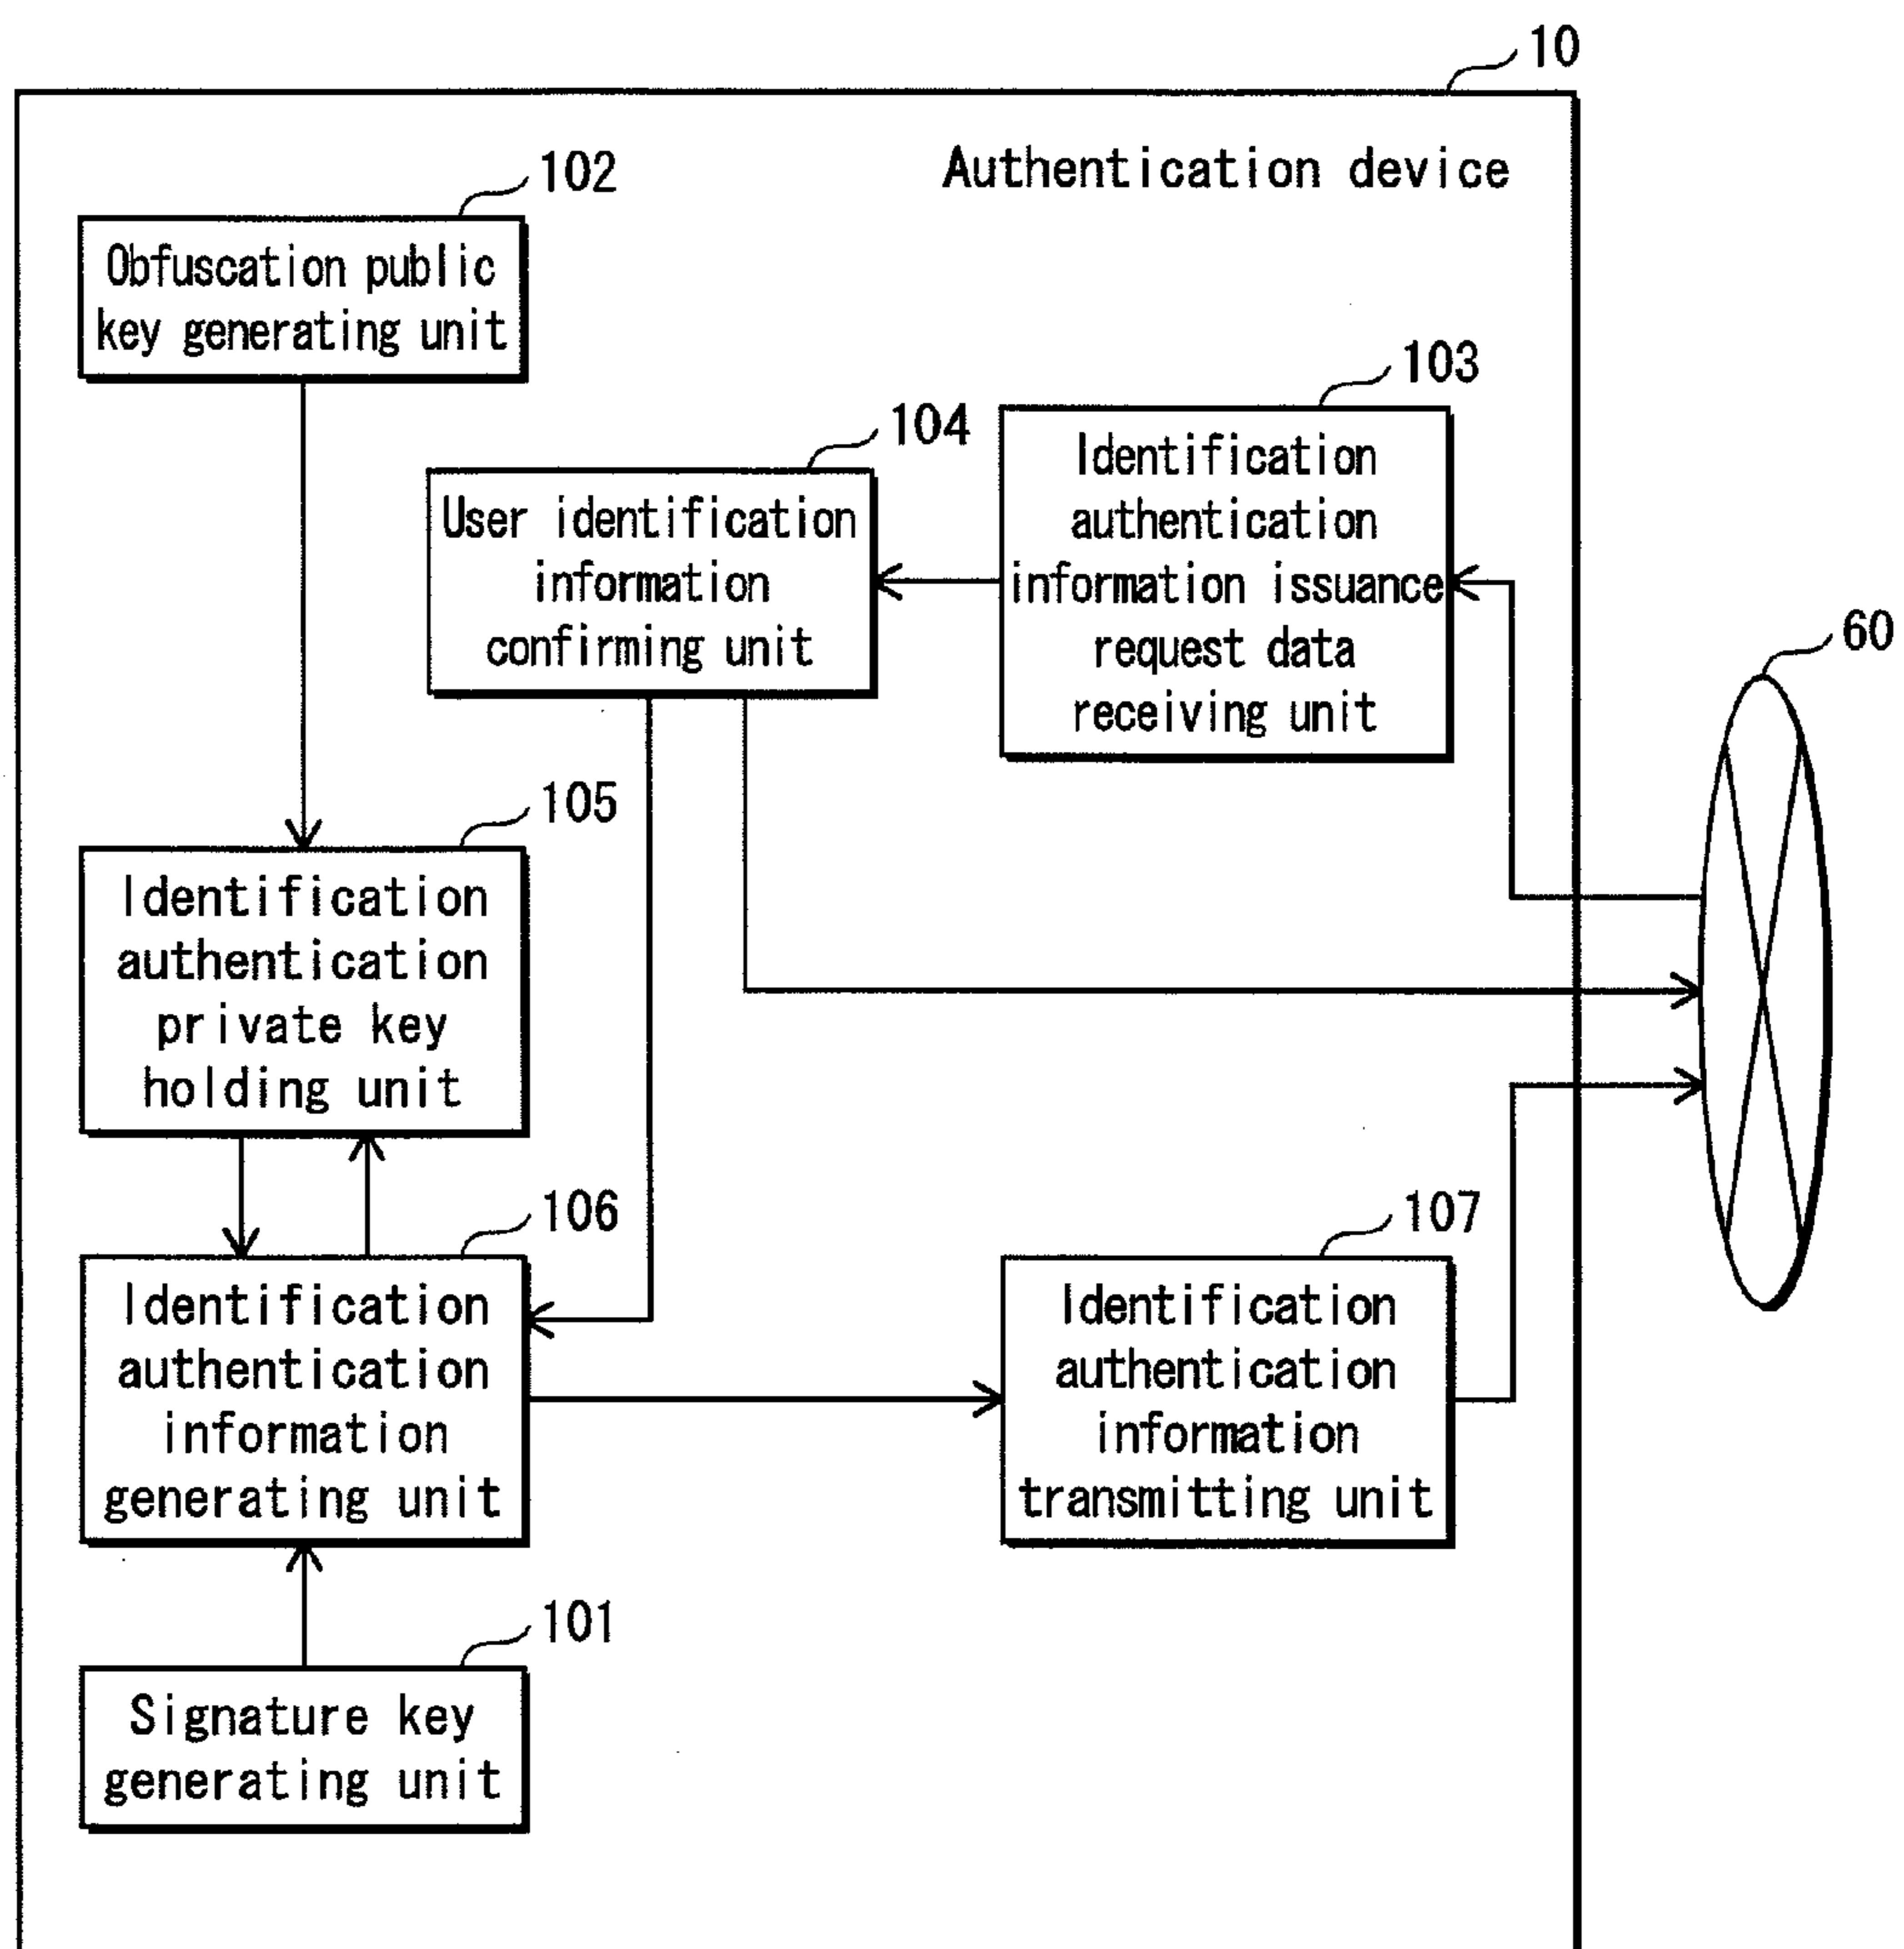 10
Authentication device
102
Obfuscation public
key generating unit
103
Identification
authentication
information issuance
request data
receiving unit
104
User identification
information
confirming unit
60
105
Identification
authentication
private key
holding unit
106
Identification
authentication
information
generating unit
107
Identification
authentication
information
transmitting unit
101
Signature key
generating unit